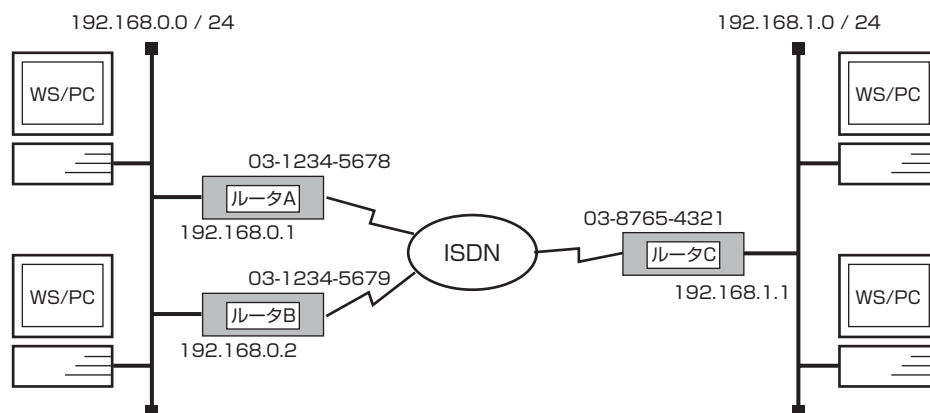 192.168.0.0 / 24
192.168.1.0 / 24
WS/PC
WS/PC
03-1234-5678
ルータA
192.168.0.1
03-8765-4321
ISDN
ルータC
192.168.1.1
03-1234-5679
WS/PC
ルータB
192.168.0.2
WS/PC